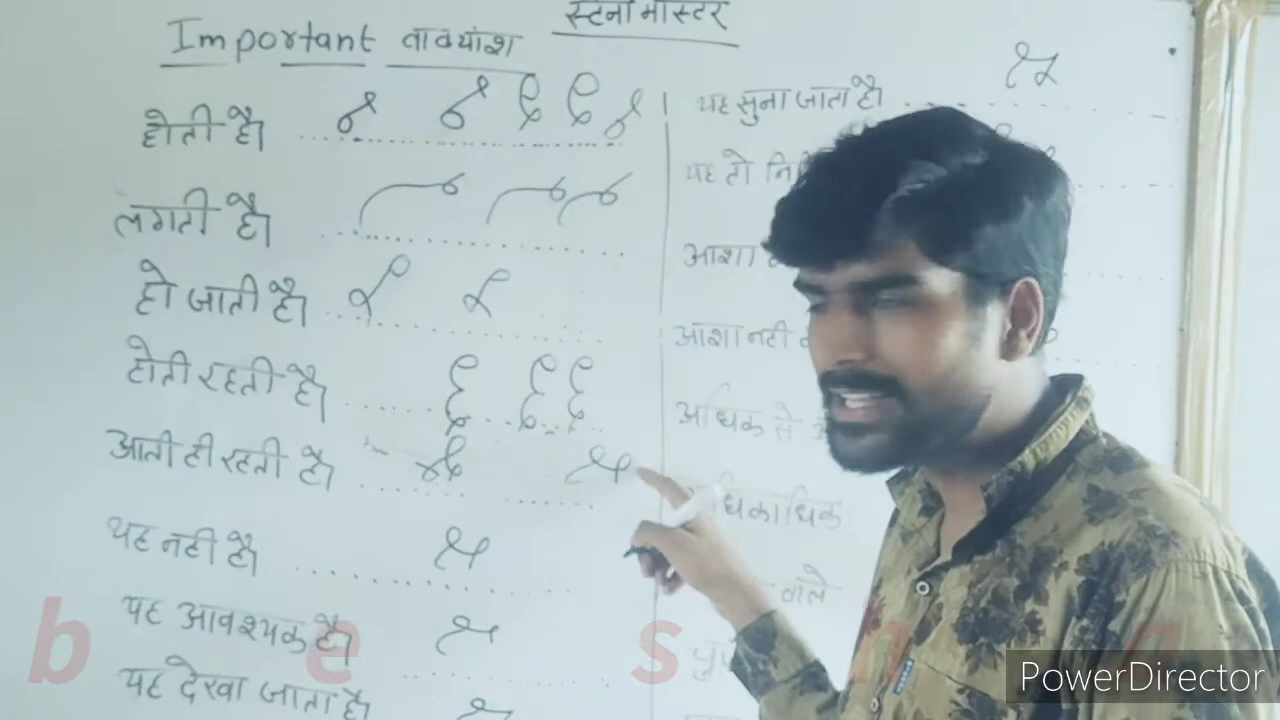 स्टेनो मास्टर
Important वाक्यांश
होती है।
लगती है।
हो जाती है।
होती रहती है।
आती ही रहती है।
यह नही है।
यह आवश्यक है।
यह देखा जाता है
यह सुना जाता है।
यह तो
आशा
आशा नही
अधिक से
धिकाधिक
वाले
b e s h
PowerDirector